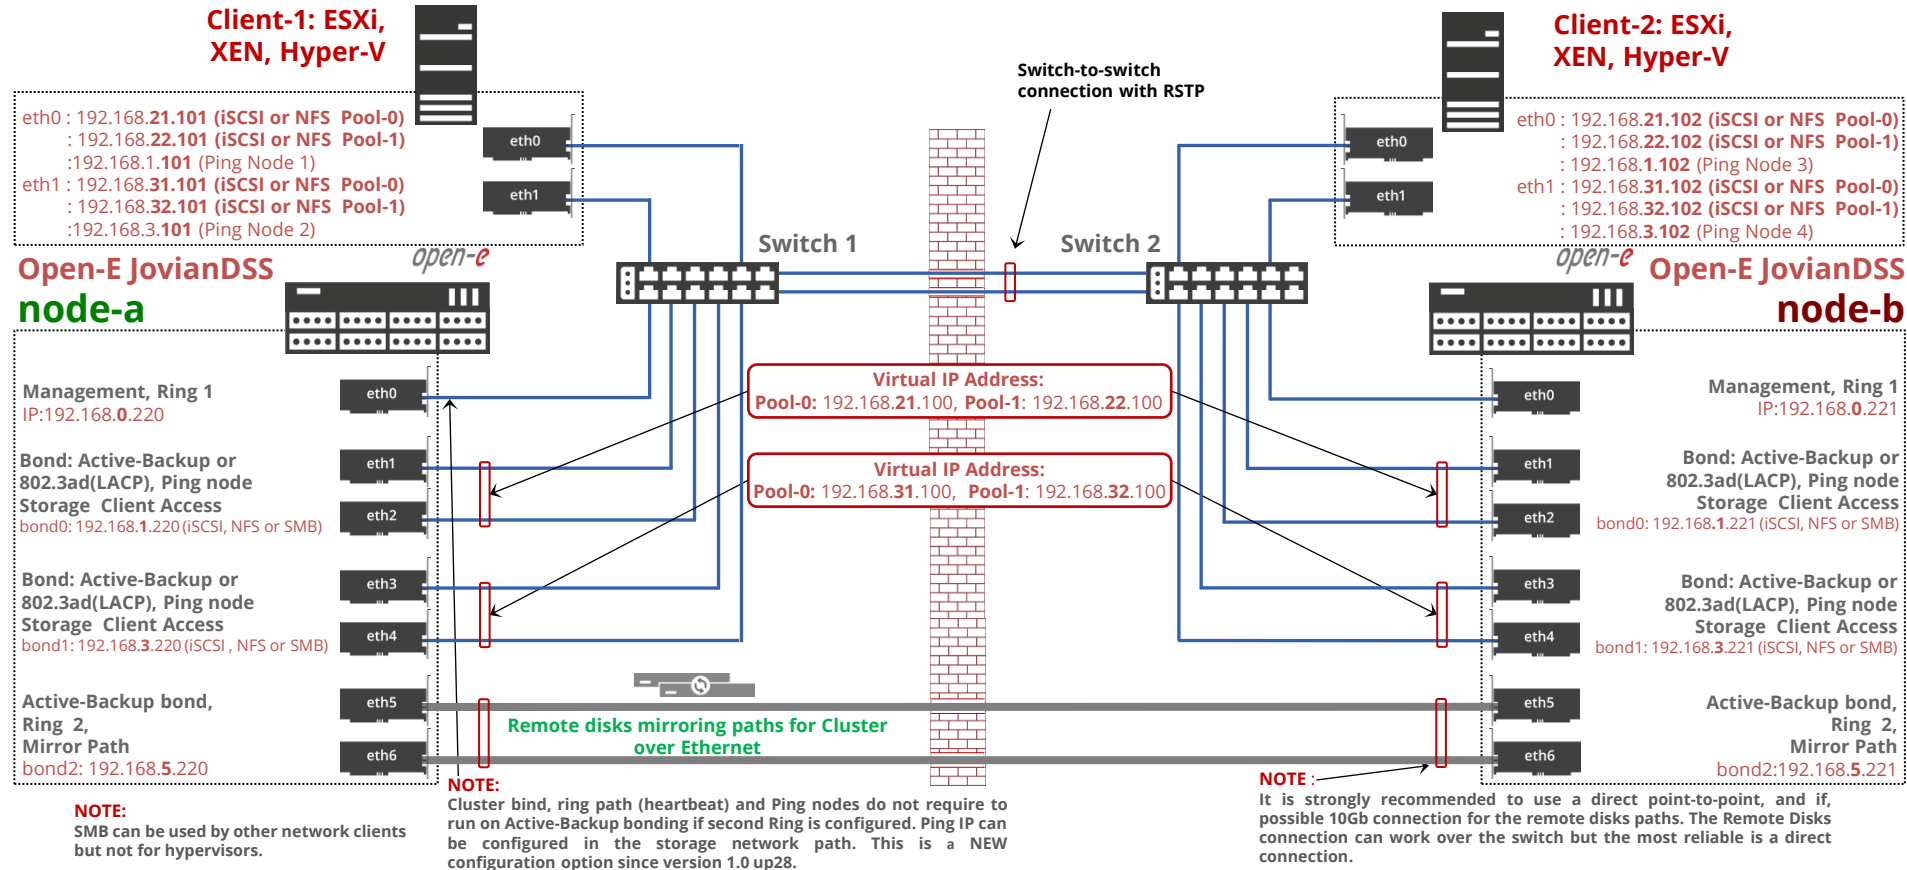 Client-1: ESXi,
XEN, Hyper-V
eth0 : 192.168.21.101 (iSCSI or NFS Pool-0)
: 192.168.22.101 (iSCSI or NFS Pool-1)
:192.168.1.101 (Ping Node 1)
eth1 : 192.168.31.101 (iSCSI or NFS Pool-0)
: 192.168.32.101 (iSCSI or NFS Pool-1)
:192.168.3.101 (Ping Node 2)
eth0
eth1
Switch-to-switch
connection with RSTP
Client-2: ESXi,
XEN, Hyper-V
eth0
eth1
eth0 : 192.168.21.102 (iSCSI or NFS Pool-0)
: 192.168.22.102 (iSCSI or NFS Pool-1)
: 192.168.1.102 (Ping Node 3)
eth1 : 192.168.31.102 (iSCSI or NFS Pool-0)
: 192.168.32.102 (iSCSI or NFS Pool-1)
: 192.168.3.102 (Ping Node 4)
Switch 1
Switch 2
open-e
Open-E JovianDSS
node-a
open-e
Open-E JovianDSS
node-b
Management, Ring 1
IP:192.168.0.220
eth0
Bond: Active-Backup or
802.3ad(LACP), Ping node
Storage Client Access
bond0: 192.168.1.220 (iSCSI, NFS or SMB)
eth1
eth2
Bond: Active-Backup or
802.3ad(LACP), Ping node
Storage Client Access
bond1: 192.168.3.220 (iSCSI , NFS or SMB)
eth3
eth4
Active-Backup bond,
Ring 2,
Mirror Path
bond2: 192.168.5.220
eth5
eth6
Virtual IP Address:
Pool-0: 192.168.21.100, Pool-1: 192.168.22.100
Virtual IP Address:
Pool-0: 192.168.31.100, Pool-1: 192.168.32.100
Remote disks mirroring paths for Cluster
over Ethernet
eth0
Management, Ring 1
IP:192.168.0.221
eth1
eth2
Bond: Active-Backup or
802.3ad(LACP), Ping node
Storage Client Access
bond0: 192.168.1.221 (iSCSI, NFS or SMB)
eth3
eth4
Bond: Active-Backup or
802.3ad(LACP), Ping node
Storage Client Access
bond1: 192.168.3.221 (iSCSI, NFS or SMB)
eth5
eth6
Active-Backup bond,
Ring 2,
Mirror Path
bond2:192.168.5.221
NOTE:
SMB can be used by other network clients
but not for hypervisors.
NOTE:
Cluster bind, ring path (heartbeat) and Ping nodes do not require to
run on Active-Backup bonding if second Ring is configured. Ping IP can
be configured in the storage network path. This is a NEW
configuration option since version 1.0 up28.
NOTE :
It is strongly recommended to use a direct point-to-point, and if,
possible 10Gb connection for the remote disks paths. The Remote Disks
connection can work over the switch but the most reliable is a direct
connection.